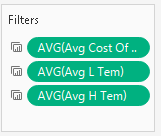 Filters
AVG(Avg Cost Of ..
AVG(Avg L Tem)
AVG(Avg H Tem)